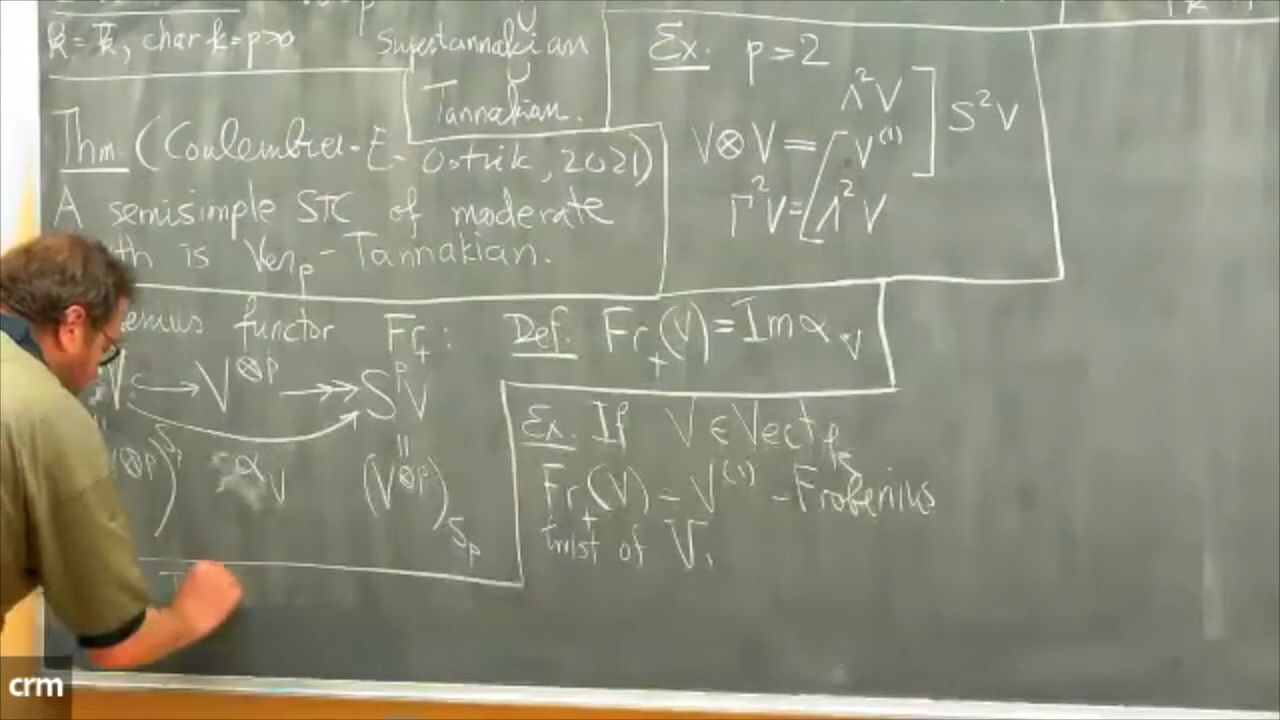 k = k̄, char k = p > 0
Supertannakian
∪
Tannakian.
Thm (Coulembier - E - Ostrik, 2021)
A semisimple STC of moderate
th is Ver_p - Tannakian.
Ex: p = 2
Λ²V
V⊗V = V⁽¹⁾ ] S²V
Γ²V = [ Λ²V
enius functor Fr₊:
V ↪ V^{⊗p} ↠ S^pV
α_V
(V^{⊗p})_{S_p}
Def. Fr₊(V) = Im α_V
Ex. If V ∈ Vect_k,
Fr₊(V) = V⁽¹⁾ - Frobenius
twist of V.
crm